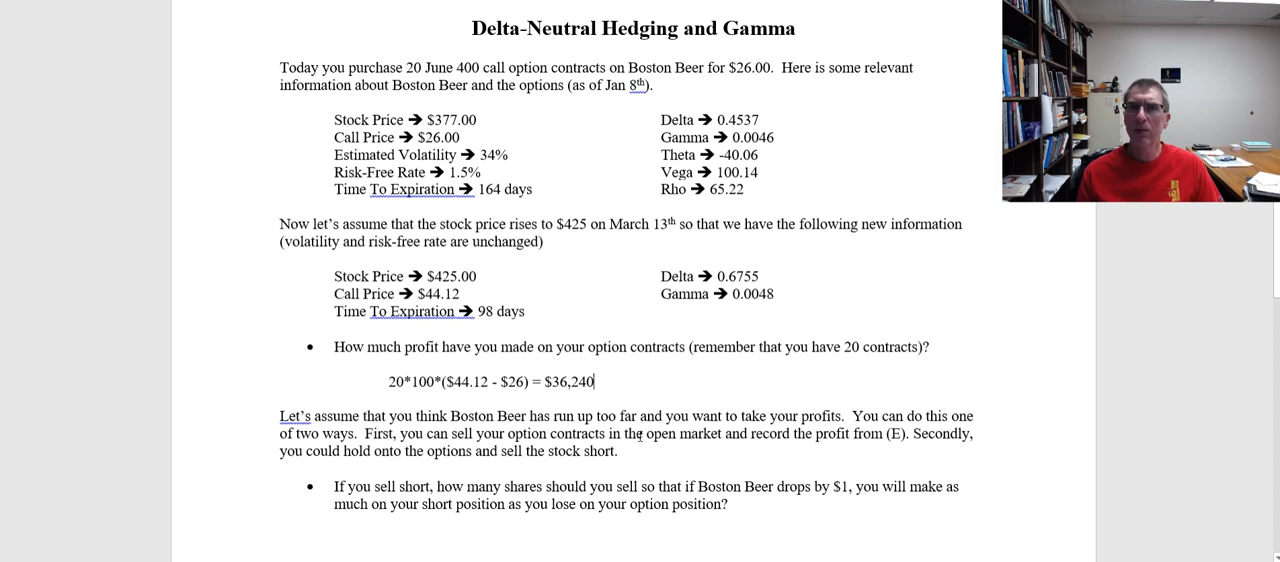 Delta-Neutral Hedging and Gamma
Today you purchase 20 June 400 call option contracts on Boston Beer for $26.00. Here is some relevant
information about Boston Beer and the options (as of Jan 8th).
Stock Price ➔ $377.00 Delta ➔ 0.4537
Call Price ➔ $26.00 Gamma ➔ 0.0046
Estimated Volatility ➔ 34% Theta ➔ -40.06
Risk-Free Rate ➔ 1.5% Vega ➔ 100.14
Time To Expiration ➔ 164 days Rho ➔ 65.22
Now let's assume that the stock price rises to $425 on March 13th so that we have the following new information
(volatility and risk-free rate are unchanged)
Stock Price ➔ $425.00 Delta ➔ 0.6755
Call Price ➔ $44.12 Gamma ➔ 0.0048
Time To Expiration ➔ 98 days
• How much profit have you made on your option contracts (remember that you have 20 contracts)?
20*100*($44.12 - $26) = $36,240
Let's assume that you think Boston Beer has run up too far and you want to take your profits. You can do this one
of two ways. First, you can sell your option contracts in the open market and record the profit from (E). Secondly,
you could hold onto the options and sell the stock short.
• If you sell short, how many shares should you sell so that if Boston Beer drops by $1, you will make as
much on your short position as you lose on your option position?